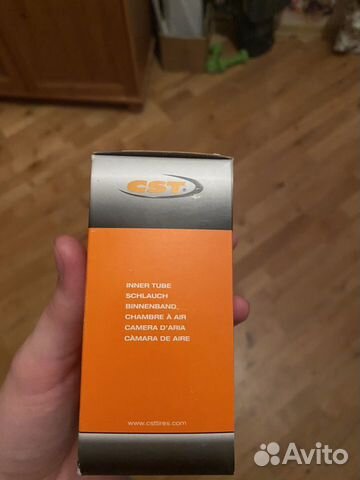 CST
INNER TUBE
SCHLAUCH
BINNENBAND
CHAMBRE À AIR
CAMERA D'ARIA
CÀMARA DE AIRE
www.csttires.com
Avito